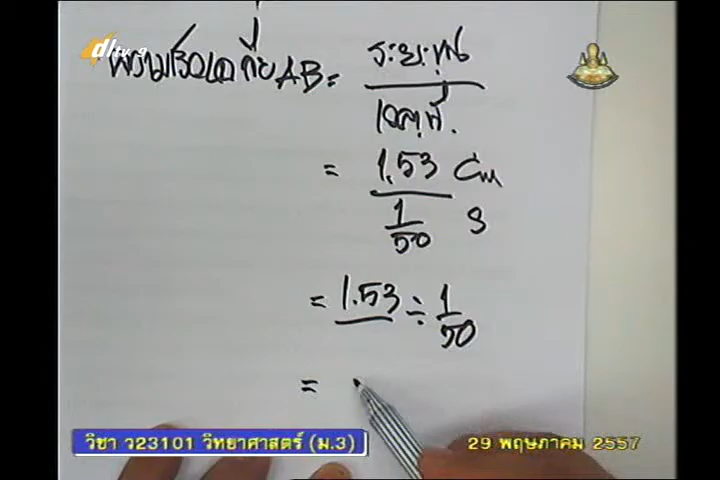 dltv 9
ความเร็วเฉลี่ย AB = ระยะทาง
เวลา
= 1.53 cm
1
50 s
= 1.53 ÷ 1
50
=
วิชา ว23101 วิทยาศาสตร์ (ม.3) 29 พฤษภาคม 2557